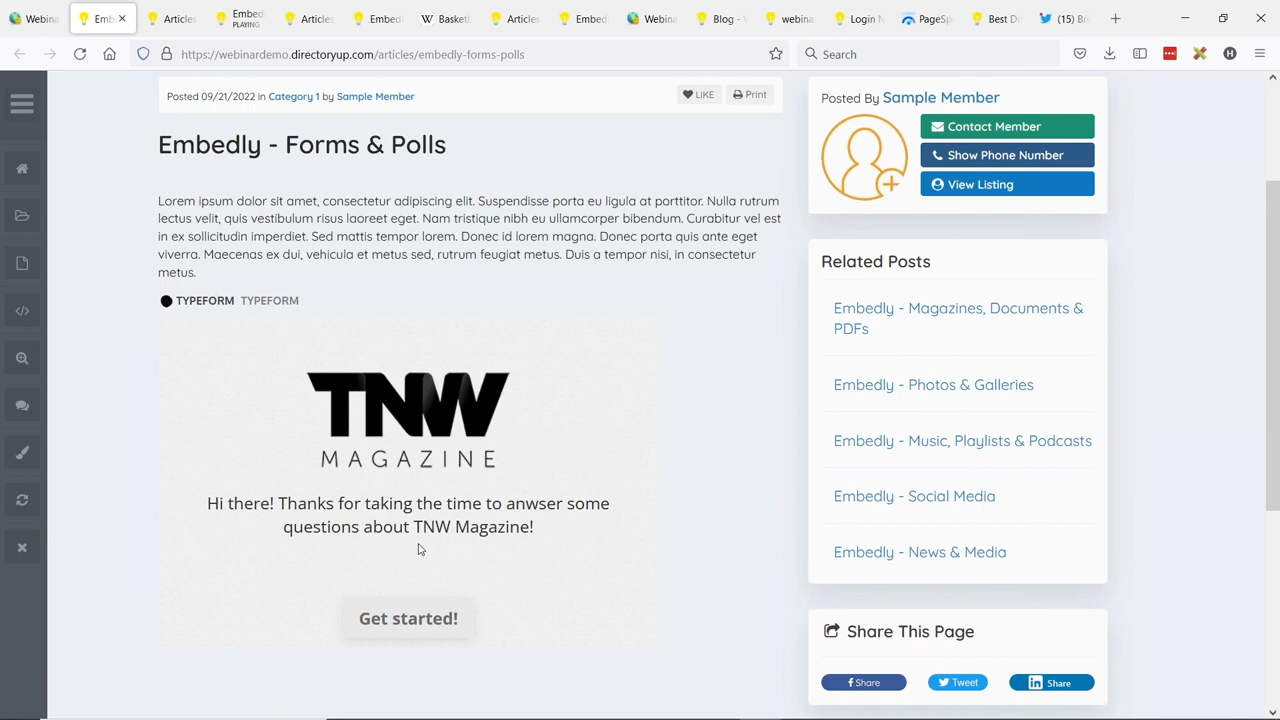 Webina
Emb
Articles
Embed
PLAYING
Articles
Embed
Baskett
Articles
Embed
Webina
Blog -
webinar
Login
PageSp
Best D
(15) Br
https://webinardemo.directoryup.com/articles/embedly-forms-polls
Search
H
Posted 09/21/2022 in Category 1 by Sample Member
LIKE
Print
Embedly - Forms & Polls
Lorem ipsum dolor sit amet, consectetur adipiscing elit. Suspendisse porta eu ligula at porttitor. Nulla rutrum
lectus velit, quis vestibulum risus laoreet eget. Nam tristique nibh eu ullamcorper bibendum. Curabitur vel est
in ex sollicitudin imperdiet. Sed mattis tempor lorem. Donec id lorem magna. Donec porta quis ante eget
viverra. Maecenas ex dui, vehicula et metus sed, rutrum feugiat metus. Duis a tempor nisi, in consectetur
metus.
TYPEFORM TYPEFORM
TNW
MAGAZINE
Hi there! Thanks for taking the time to anwser some
questions about TNW Magazine!
Get started!
Posted By Sample Member
Contact Member
Show Phone Number
View Listing
Related Posts
Embedly - Magazines, Documents &
PDFs
Embedly - Photos & Galleries
Embedly - Music, Playlists & Podcasts
Embedly - Social Media
Embedly - News & Media
Share This Page
Share
Tweet
Share